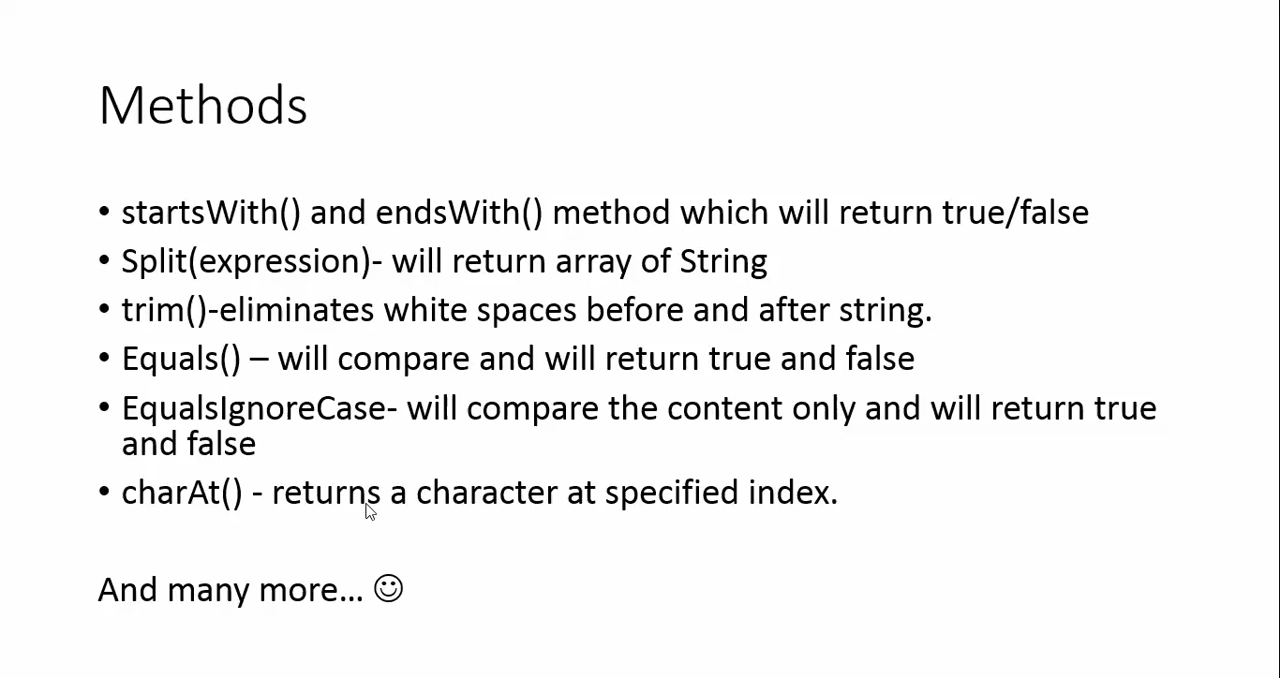 Methods
• startsWith() and endsWith() method which will return true/false
• Split(expression)- will return array of String
• trim()-eliminates white spaces before and after string.
• Equals() – will compare and will return true and false
• EqualsIgnoreCase- will compare the content only and will return true
and false
• charAt() - returns a character at specified index.
And many more... ☺